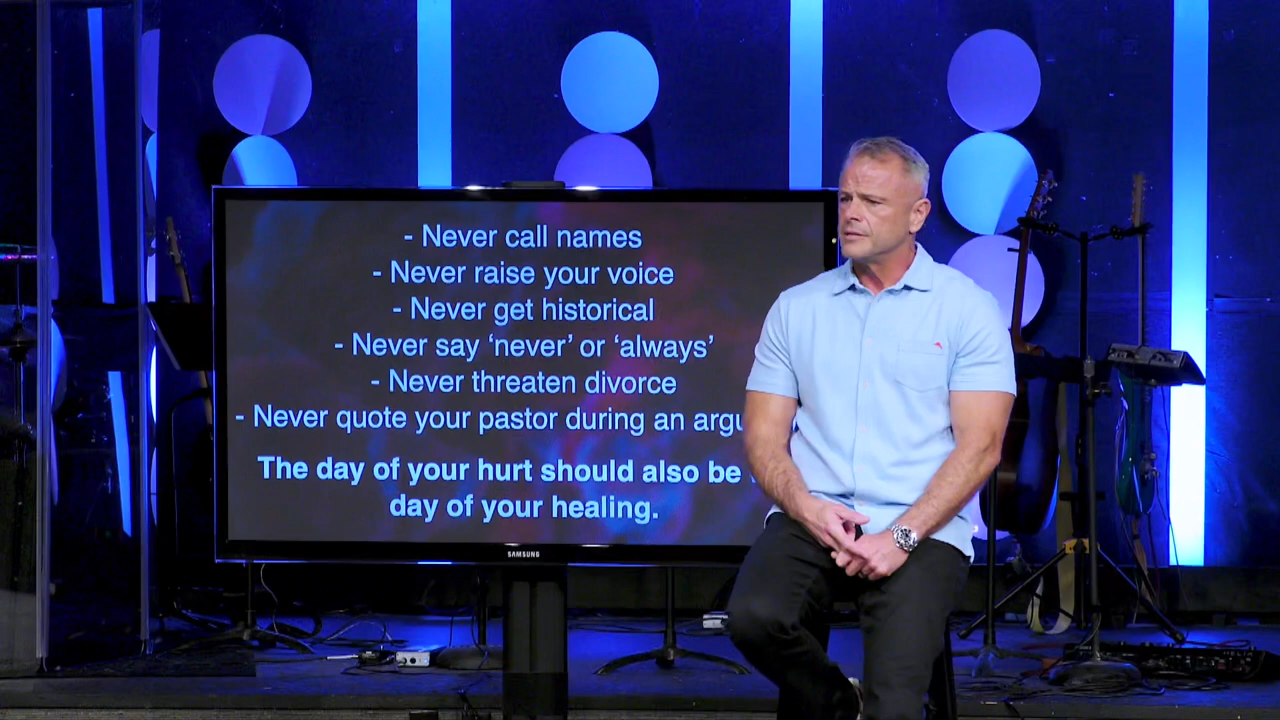 - Never call names
- Never raise your voice
- Never get historical
- Never say ‘never’ or ‘always’
- Never threaten divorce
- Never quote your pastor during an
The day of your hurt should also be
day of your healing.
SAMSUNG